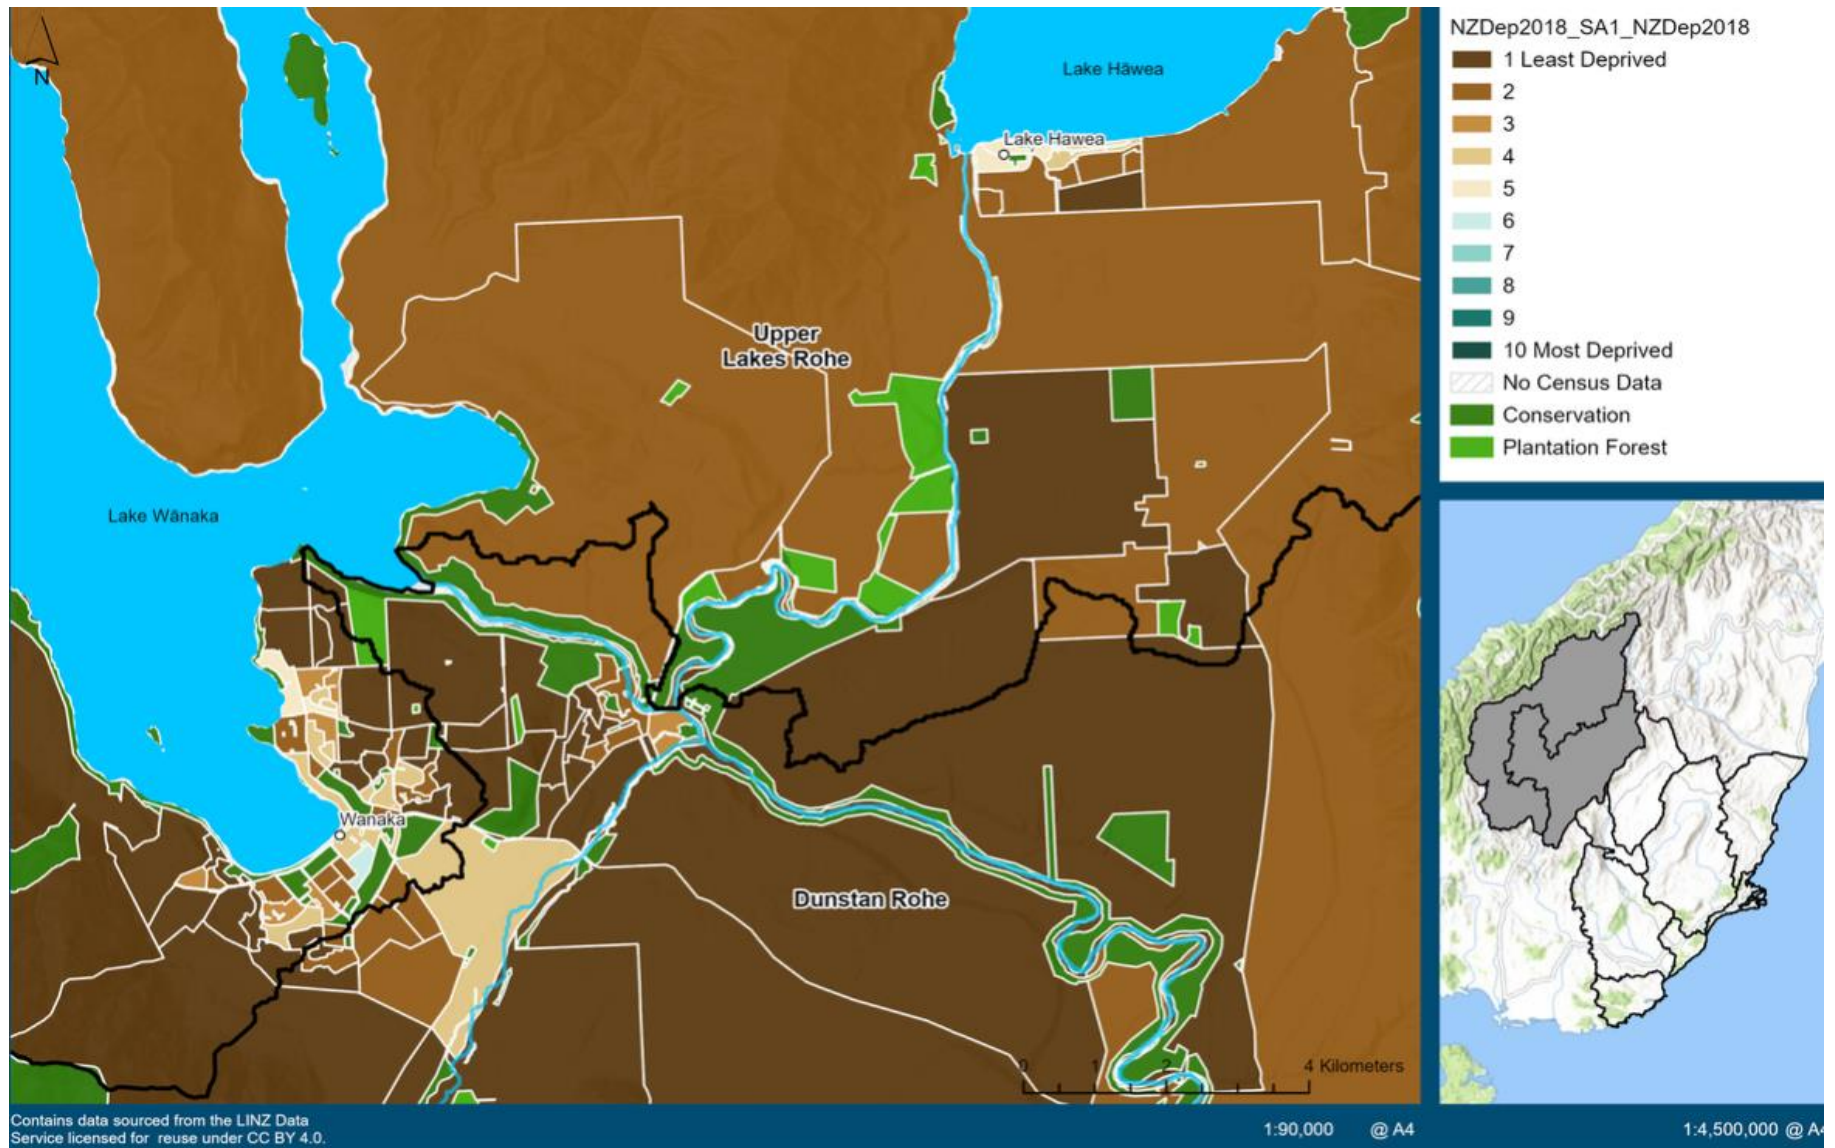 N
Lake Hāwea
Lake Hawea
Upper
Lakes Rohe
Lake Wānaka
Wanaka
Dunstan Rohe
0 1 2 4 Kilometers
NZDep2018_SA1_NZDep2018
1 Least Deprived
2
3
4
5
6
7
8
9
10 Most Deprived
No Census Data
Conservation
Plantation Forest
Contains data sourced from the LINZ Data
Service licensed for reuse under CC BY 4.0.
1:90,000 @ A4
1:4,500,000 @ A4